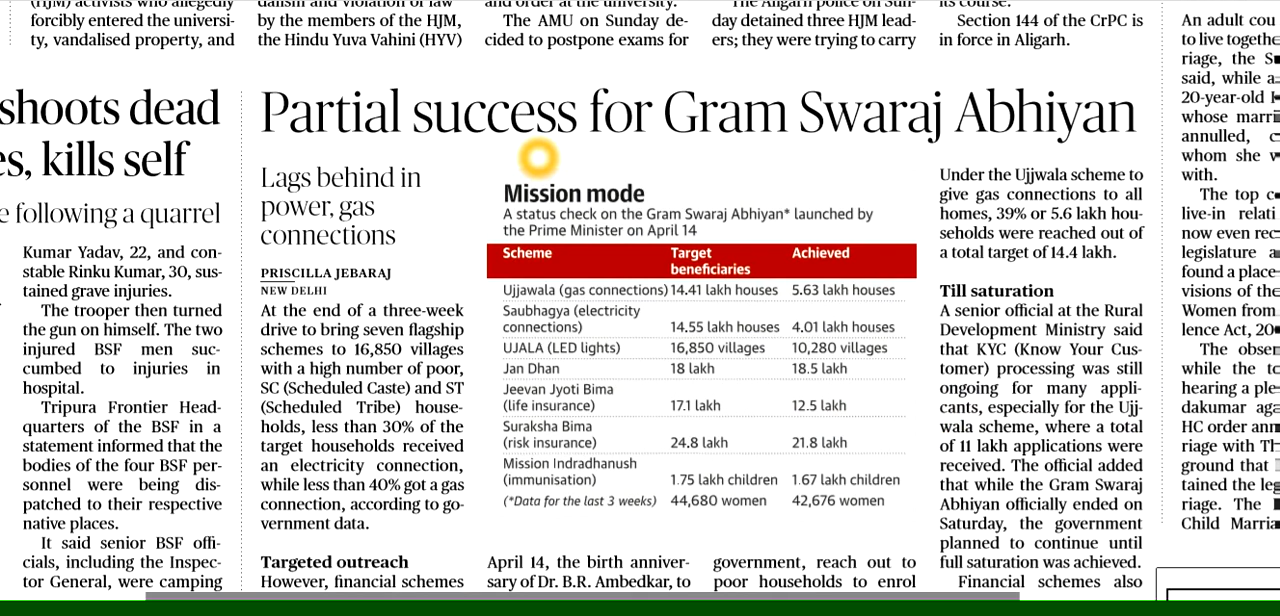 (HJM) activists who allegedly
forcibly entered the universi-
ty, vandalised property, and
dalism and violation of law
by the members of the HJM,
the Hindu Yuva Vahini (HYV)
and order at the university.
The AMU on Sunday de-
cided to postpone exams for
The Aligarh police on Sun-
day detained three HJM lead-
ers; they were trying to carry
its course.
Section 144 of the CrPC is
in force in Aligarh.
shoots dead
kills self
following a quarrel
Kumar Yadav, 22, and con-
stable Rinku Kumar, 30, sus-
tained grave injuries.
The trooper then turned
the gun on himself. The two
injured BSF men suc-
cumbed to injuries in
hospital.
Tripura Frontier Head-
quarters of the BSF in a
statement informed that the
bodies of the four BSF per-
sonnel were being dis-
patched to their respective
native places.
It said senior BSF offi-
cials, including the Inspec-
tor General, were camping
Partial success for Gram Swaraj Abhiyan
Lags behind in
power, gas
connections
PRISCILLA JEBARAJ
NEW DELHI
At the end of a three-week
drive to bring seven flagship
schemes to 16,850 villages
with a high number of poor,
SC (Scheduled Caste) and ST
(Scheduled Tribe) house-
holds, less than 30% of the
target households received
an electricity connection,
while less than 40% got a gas
connection, according to go-
vernment data.
Targeted outreach
However, financial schemes
Mission mode
A status check on the Gram Swaraj Abhiyan* launched by
the Prime Minister on April 14
Scheme Target beneficiaries Achieved
Ujjawala (gas connections) 14.41 lakh houses 5.63 lakh houses
Saubhagya (electricity
connections) 14.55 lakh houses 4.01 lakh houses
UJALA (LED lights) 16,850 villages 10,280 villages
Jan Dhan 18 lakh 18.5 lakh
Jeevan Jyoti Bima
(life insurance) 17.1 lakh 12.5 lakh
Suraksha Bima
(risk insurance) 24.8 lakh 21.8 lakh
Mission Indradhanush
(immunisation) 1.75 lakh children 1.67 lakh children
(*Data for the last 3 weeks) 44,680 women 42,676 women
April 14, the birth anniver-
sary of Dr. B.R. Ambedkar, to
government, reach out to
poor households to enrol
Under the Ujjwala scheme to
give gas connections to all
homes, 39% or 5.6 lakh hou-
seholds were reached out of
a total target of 14.4 lakh.
Till saturation
A senior official at the Rural
Development Ministry said
that KYC (Know Your Cus-
tomer) processing was still
ongoing for many appli-
cants, especially for the Ujj-
wala scheme, where a total
of 11 lakh applications were
received. The official added
that while the Gram Swaraj
Abhiyan officially ended on
Saturday, the government
planned to continue until
full saturation was achieved.
Financial schemes also
An adult cou
to live togethe
riage, the
said, while a
20-year-old
whose marri
annulled,
whom she
with.
The top
live-in relati
now even rec
legislature
found a place
visions of the
Women from
lence Act,
The obser
while the
hearing a ple
dakumar
HC order ann
riage with
ground that
tained the leg
riage. The
Child Marria